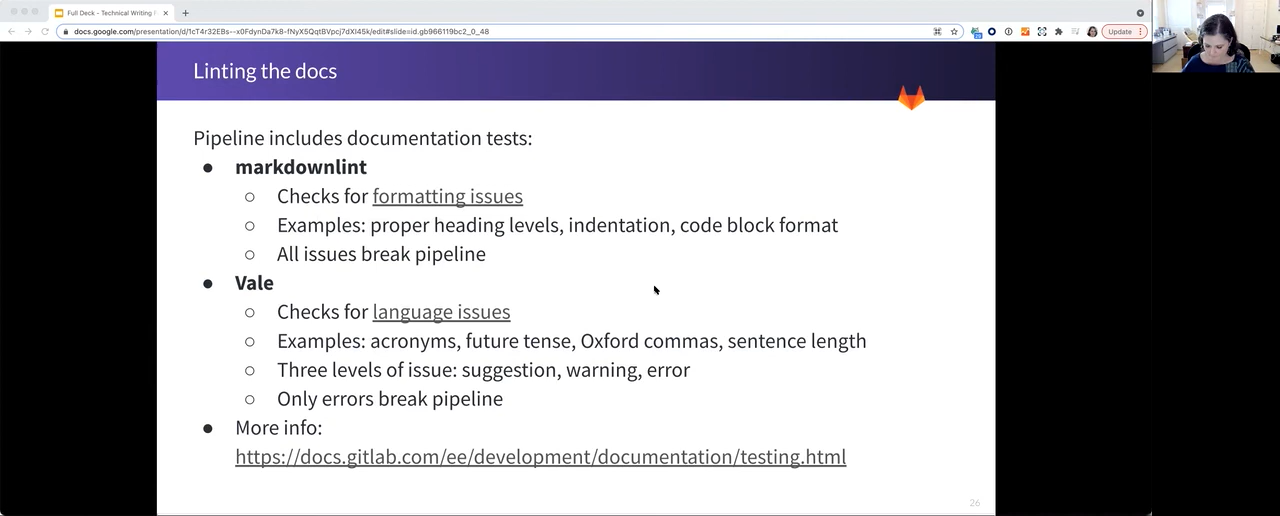 Full Deck - Technical Writing
docs.google.com/presentation/d/1cT4r32EBs--x0FdynDa7k8-fNyX5QqtBVpcj7dXI45k/edit#slide=id.gb966119bc2_0_48
Update
Linting the docs
Pipeline includes documentation tests:
● markdownlint
○ Checks for formatting issues
○ Examples: proper heading levels, indentation, code block format
○ All issues break pipeline
● Vale
○ Checks for language issues
○ Examples: acronyms, future tense, Oxford commas, sentence length
○ Three levels of issue: suggestion, warning, error
○ Only errors break pipeline
● More info:
https://docs.gitlab.com/ee/development/documentation/testing.html
26